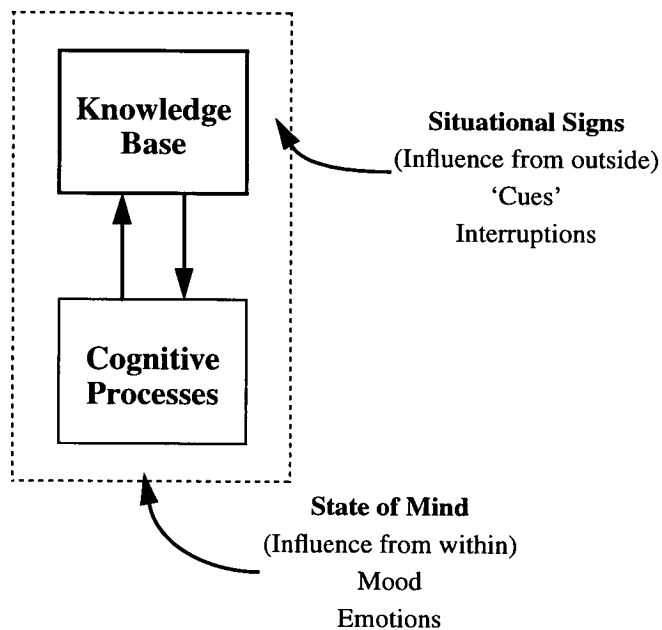 Knowledge
Base
Situational Signs
(Influence from outside)
‘Cues’
Interruptions
Cognitive
Processes
State of Mind
(Influence from within)
Mood
Emotions